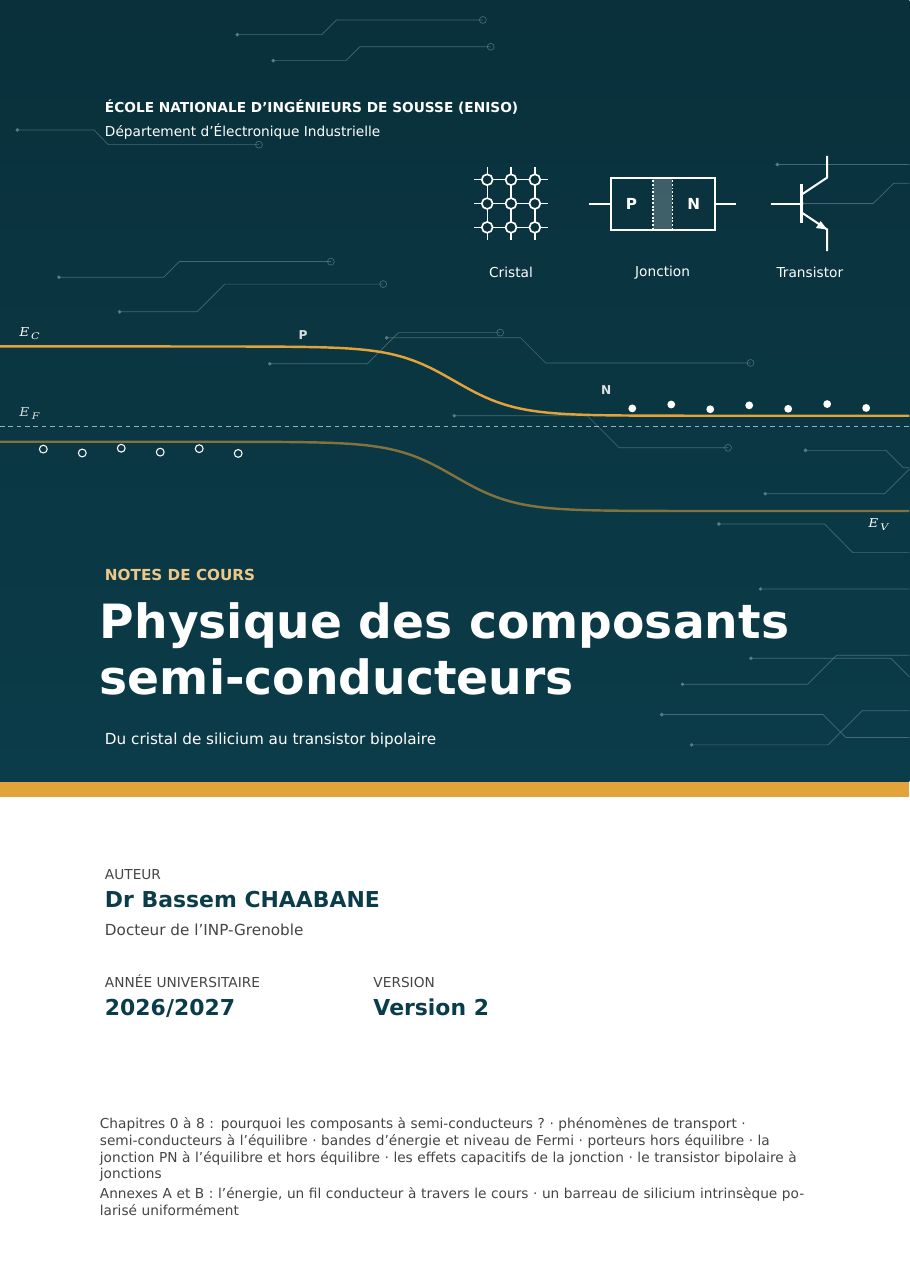 ÉCOLE NATIONALE D’INGÉNIEURS DE SOUSSE (ENISO)
Département d’Électronique Industrielle
P N
Cristal Jonction Transistor
E_C
P
N
E_F
E_V
NOTES DE COURS
Physique des composants
semi-conducteurs
Du cristal de silicium au transistor bipolaire
AUTEUR
Dr Bassem CHAABANE
Docteur de l’INP-Grenoble
ANNÉE UNIVERSITAIRE VERSION
2026/2027 Version 2
Chapitres 0 à 8 : pourquoi les composants à semi-conducteurs ? · phénomènes de transport ·
semi-conducteurs à l’équilibre · bandes d’énergie et niveau de Fermi · porteurs hors équilibre · la
jonction PN à l’équilibre et hors équilibre · les effets capacitifs de la jonction · le transistor bipolaire à
jonctions
Annexes A et B : l’énergie, un fil conducteur à travers le cours · un barreau de silicium intrinsèque po-
larisé uniformément